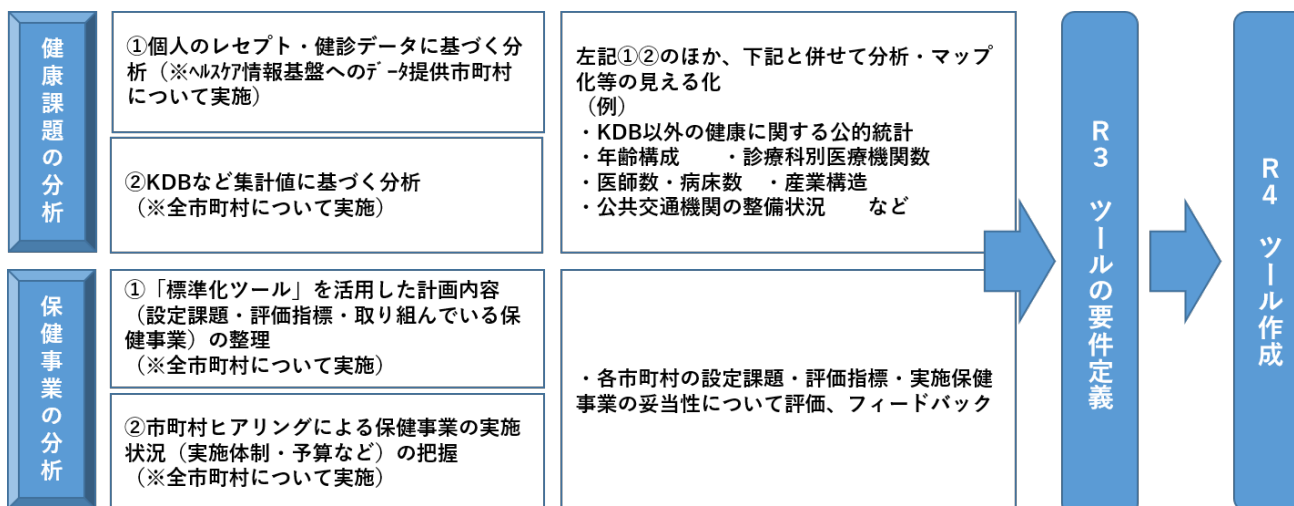 健康課題の分析
①個人のレセプト・健診データに基づく分
析（※ﾍﾙｽｹｱ情報基盤へのﾃﾞｰﾀ提供市町村
について実施）
②KDBなど集計値に基づく分析
（※全市町村について実施）
左記①②のほか、下記と併せて分析・マップ
化等の見える化
（例）
・KDB以外の健康に関する公的統計
・年齢構成　　・診療科別医療機関数
・医師数・病床数　・産業構造
・公共交通機関の整備状況　　など
保健事業の分析
①「標準化ツール」を活用した計画内容
（設定課題・評価指標・取り組んでいる保
健事業）の整理
（※全市町村について実施）
②市町村ヒアリングによる保健事業の実施
状況（実施体制・予算など）の把握
（※全市町村について実施）
・各市町村の設定課題・評価指標・実施保健
事業の妥当性について評価、フィードバック
R3　ツールの要件定義
R4　ツール作成